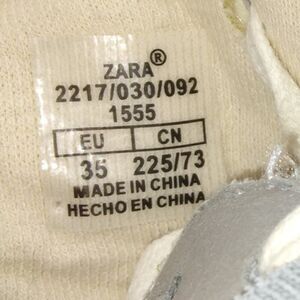 ZARA®
2217/030/092
1555
EU CN
35 225/73
MADE IN CHINA
HECHO EN CHINA